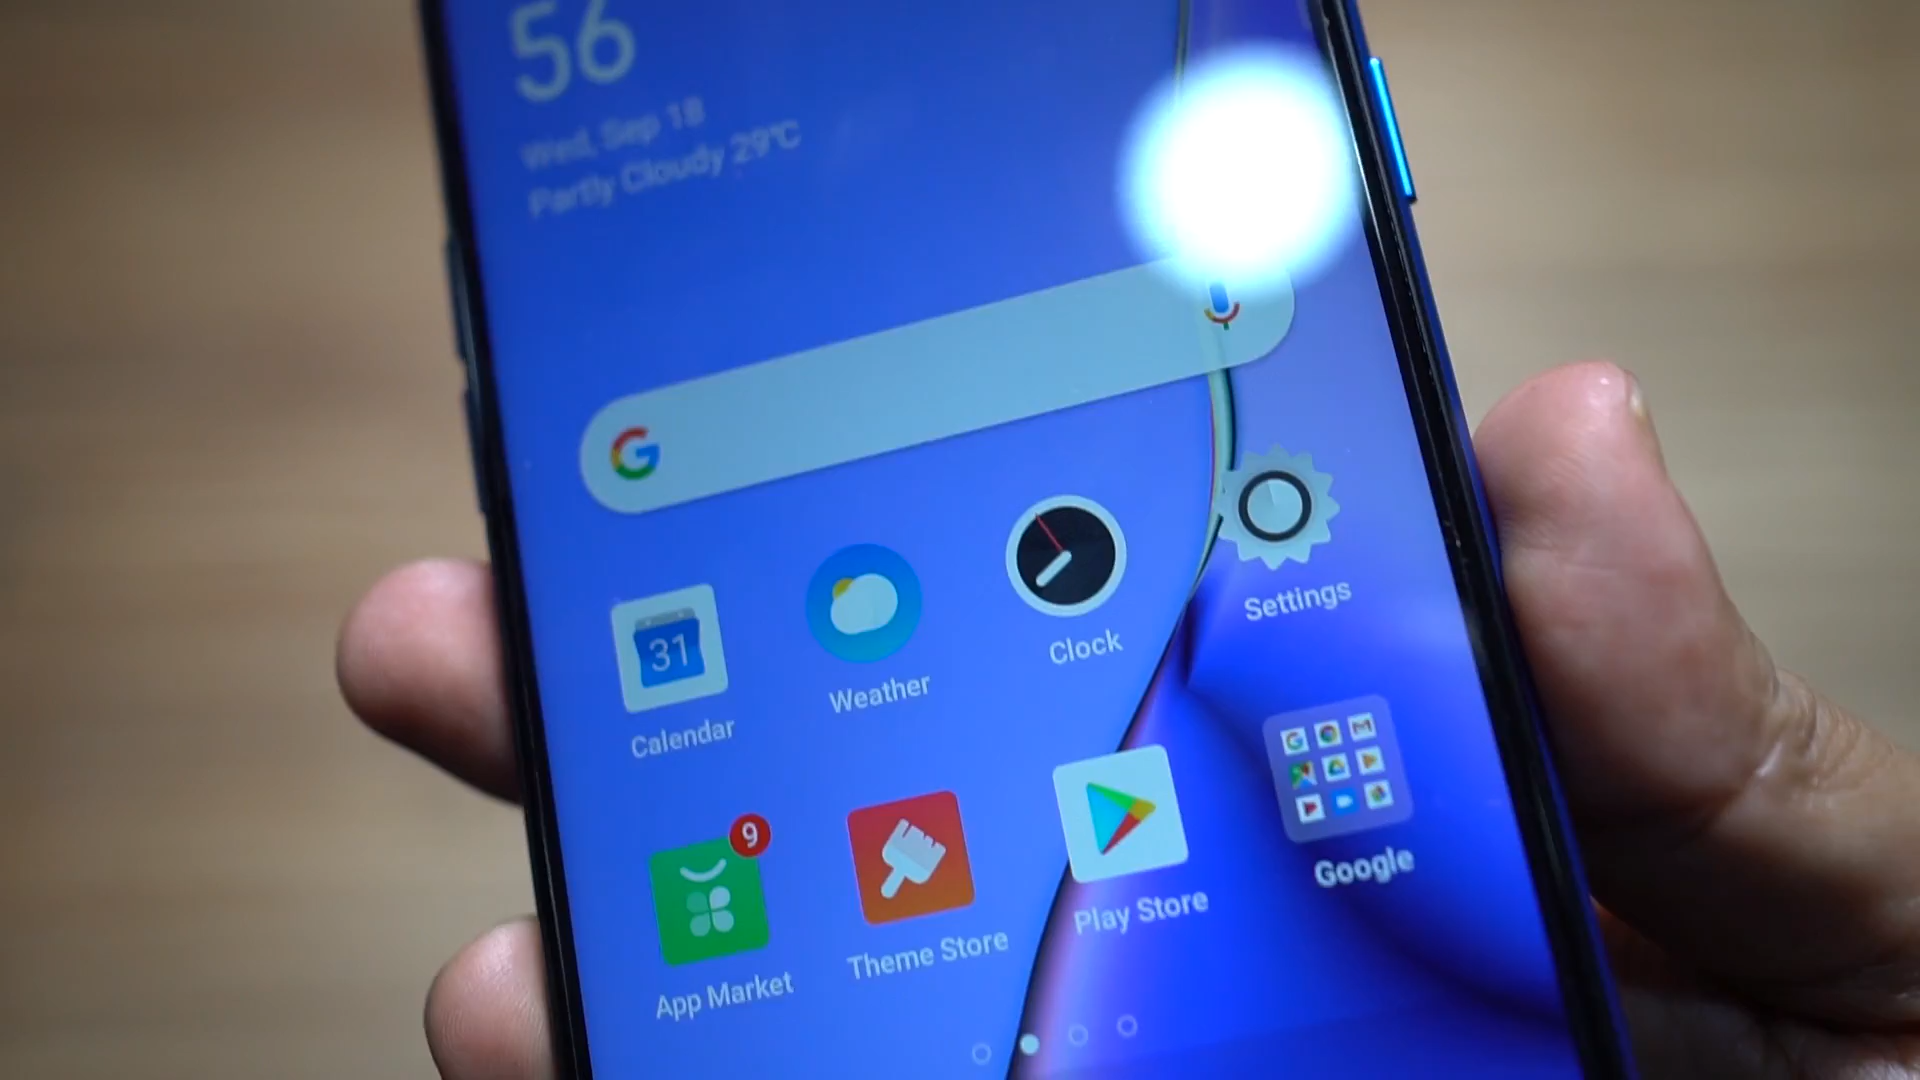 56
Wed, Sep 18
Partly Cloudy 29°C
G
31
Calendar
Weather
Clock
Settings
9
App Market
Theme Store
Play Store
Google